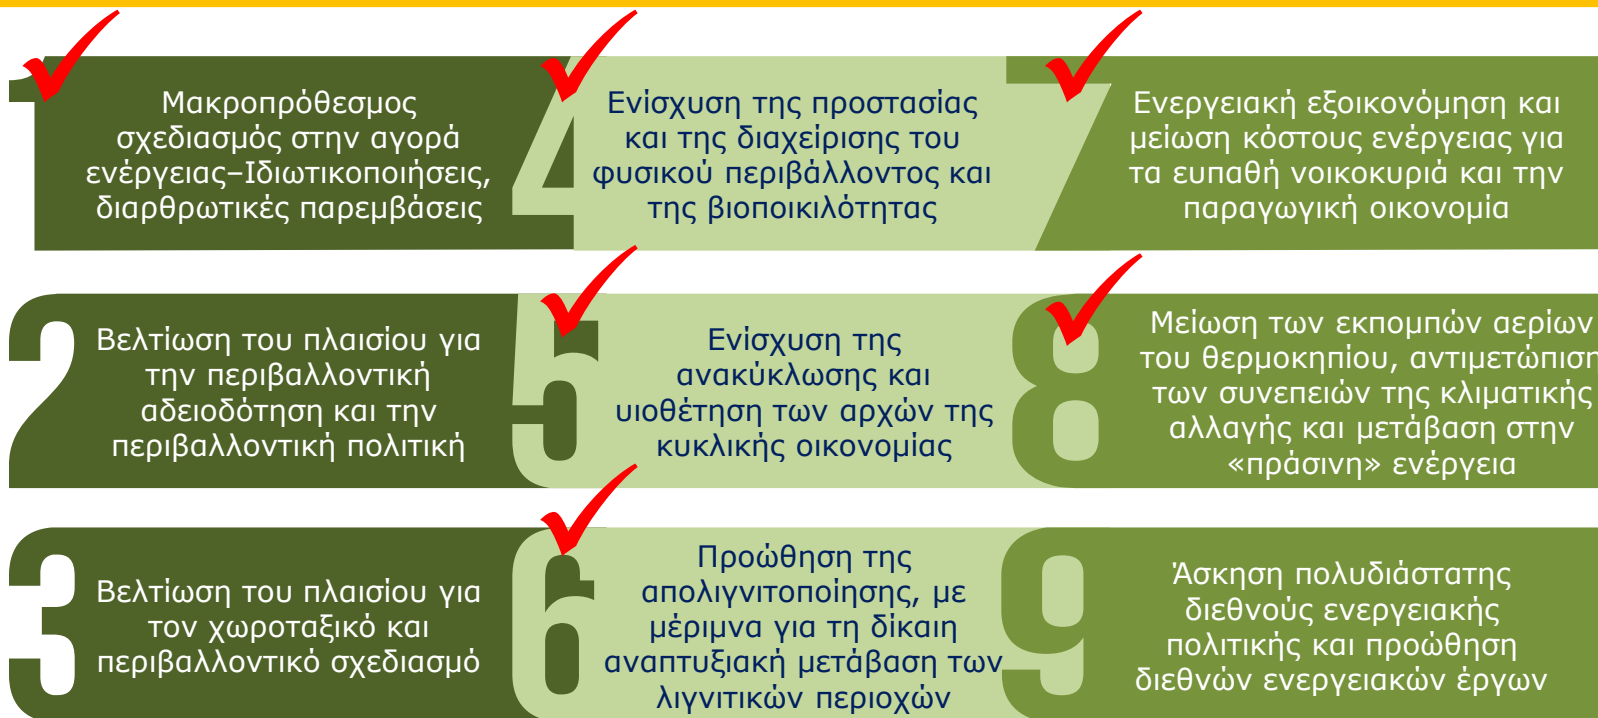 1
Μακροπρόθεσμος
σχεδιασμός στην αγορά
ενέργειας–Ιδιωτικοποιήσεις,
διαρθρωτικές παρεμβάσεις
2
Βελτίωση του πλαισίου για
την περιβαλλοντική
αδειοδότηση και την
περιβαλλοντική πολιτική
3
Βελτίωση του πλαισίου για
τον χωροταξικό και
περιβαλλοντικό σχεδιασμό
4
Ενίσχυση της προστασίας
και της διαχείρισης του
φυσικού περιβάλλοντος και
της βιοποικιλότητας
5
Ενίσχυση της
ανακύκλωσης και
υιοθέτηση των αρχών της
κυκλικής οικονομίας
6
Προώθηση της
απολιγνιτοποίησης, με
μέριμνα για τη δίκαιη
αναπτυξιακή μετάβαση των
λιγνιτικών περιοχών
7
Ενεργειακή εξοικονόμηση και
μείωση κόστους ενέργειας για
τα ευπαθή νοικοκυριά και την
παραγωγική οικονομία
8
Μείωση των εκπομπών αερίων
του θερμοκηπίου, αντιμετώπιση
των συνεπειών της κλιματικής
αλλαγής και μετάβαση στην
«πράσινη» ενέργεια
9
Άσκηση πολυδιάστατης
διεθνούς ενεργειακής
πολιτικής και προώθηση
διεθνών ενεργειακών έργων